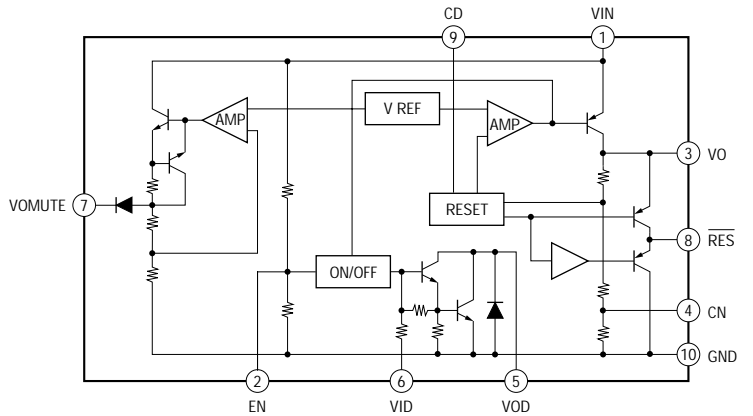 CD VIN
9 1
AMP V REF AMP
3 VO
VOMUTE 7 RESET
8 RES
ON/OFF
4 CN
10 GND
2 6 5
EN VID VOD